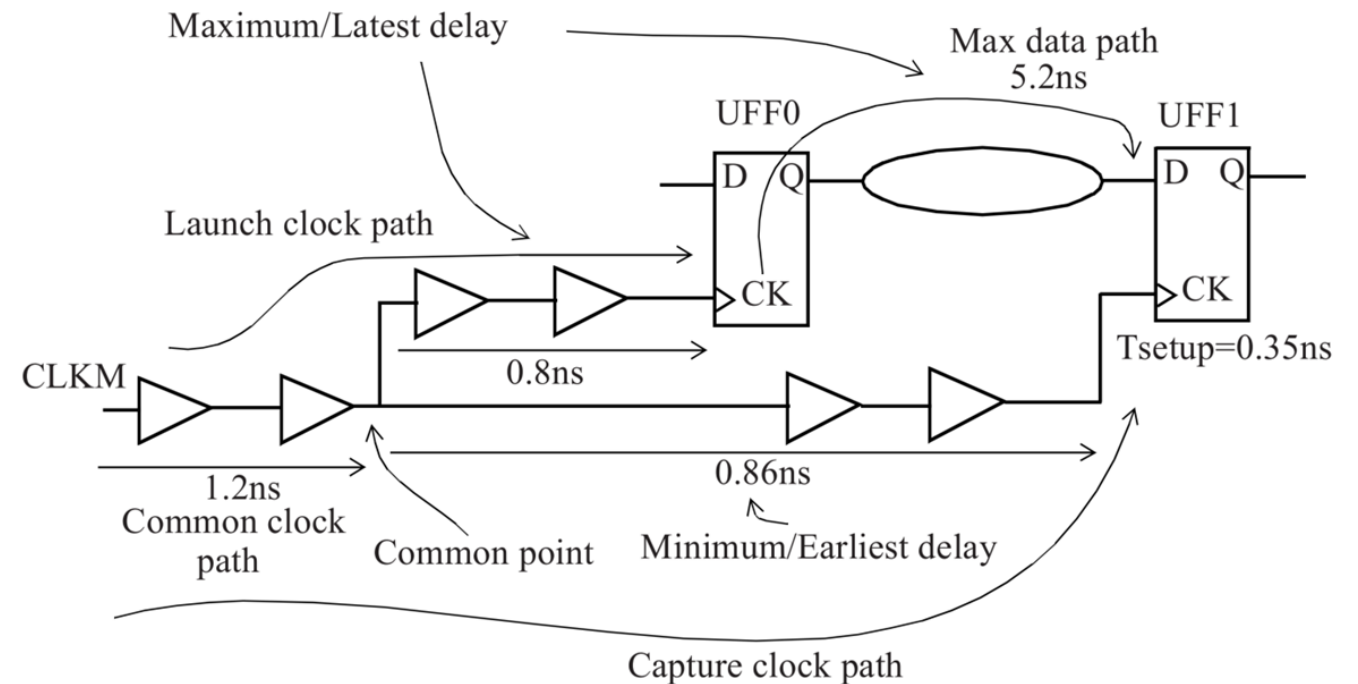 Maximum/Latest delay
Max data path
5.2ns
UFF0
UFF1
D Q
D Q
Launch clock path
CK
CK
Tsetup=0.35ns
CLKM
0.8ns
1.2ns
0.86ns
Common clock
path
Common point
Minimum/Earliest delay
Capture clock path